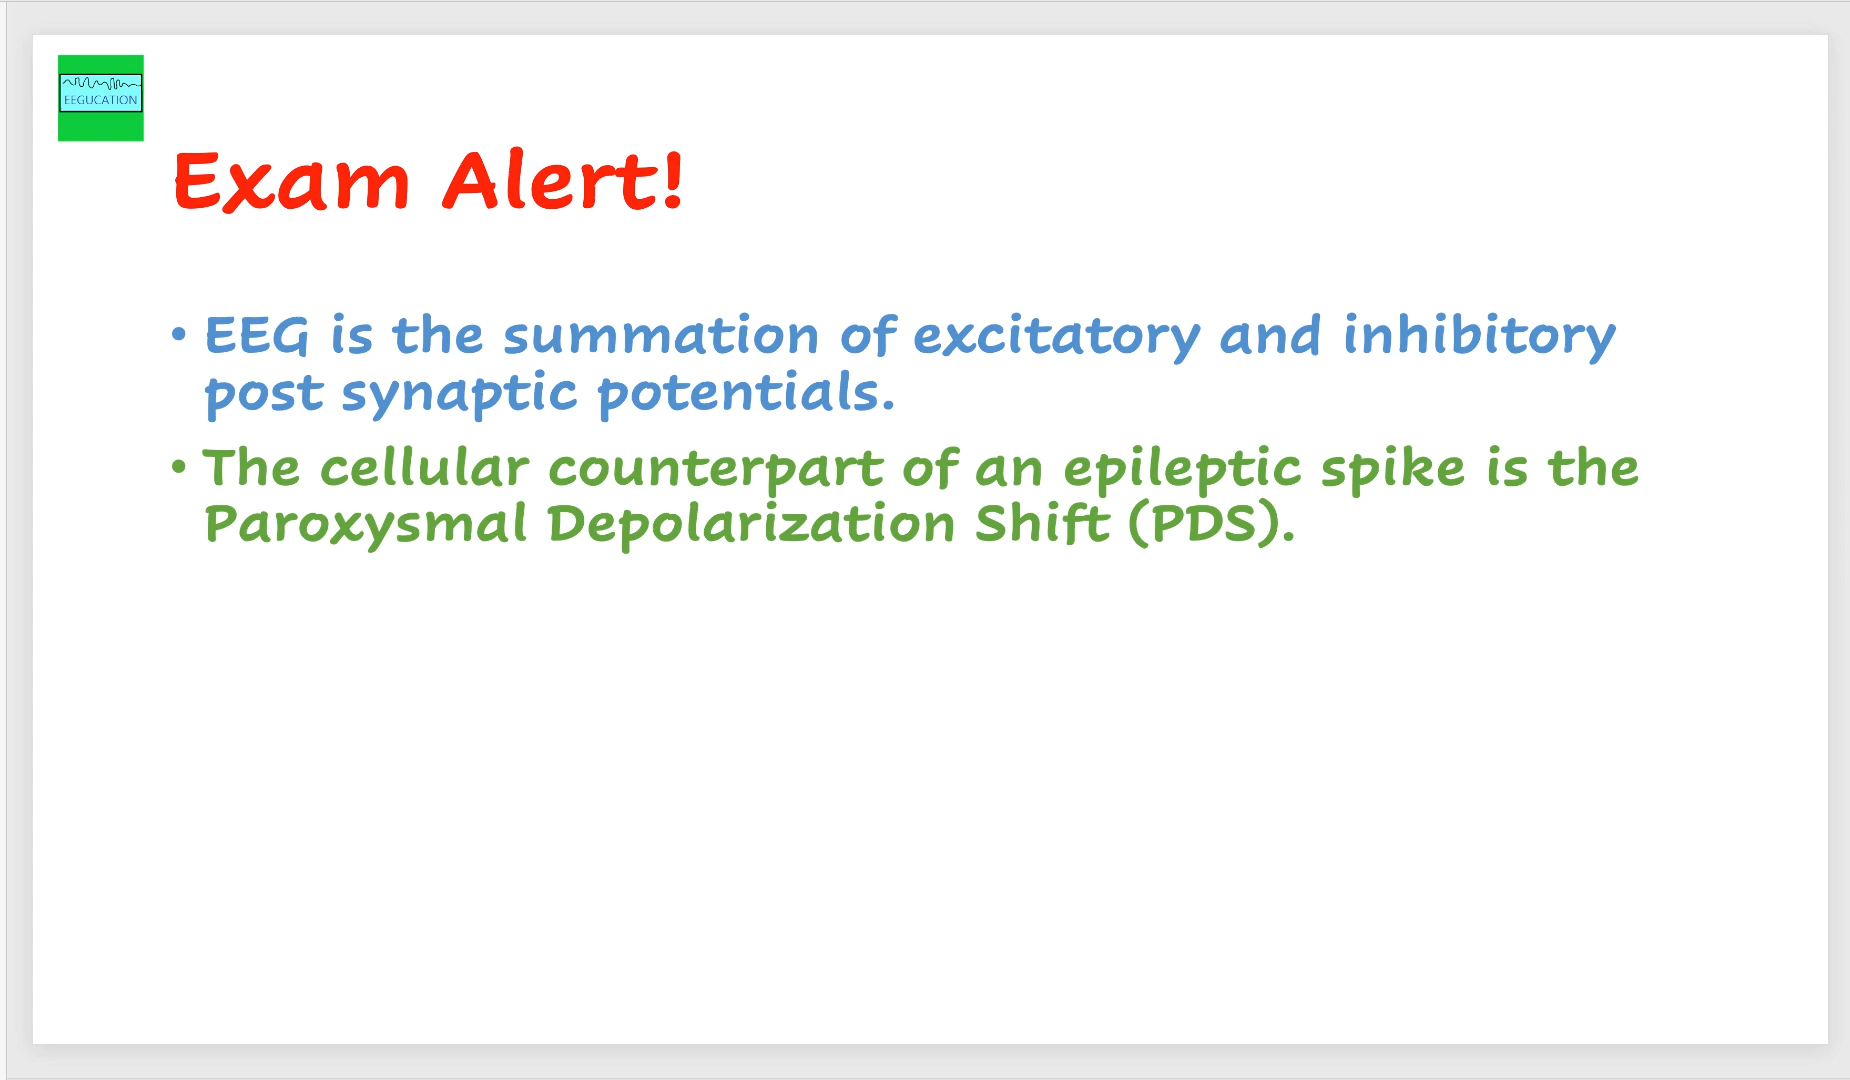 EEGUCATION
Exam Alert!
• EEG is the summation of excitatory and inhibitory
post synaptic potentials.
• The cellular counterpart of an epileptic spike is the
Paroxysmal Depolarization Shift (PDS).